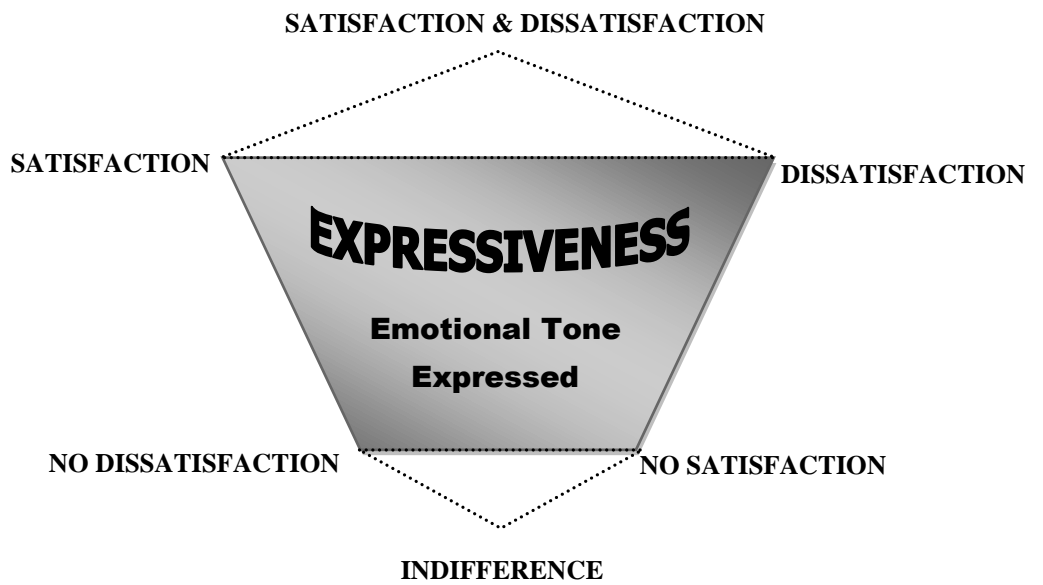 SATISFACTION & DISSATISFACTION
SATISFACTION
DISSATISFACTION
EXPRESSIVENESS
Emotional Tone
Expressed
NO DISSATISFACTION
NO SATISFACTION
INDIFFERENCE